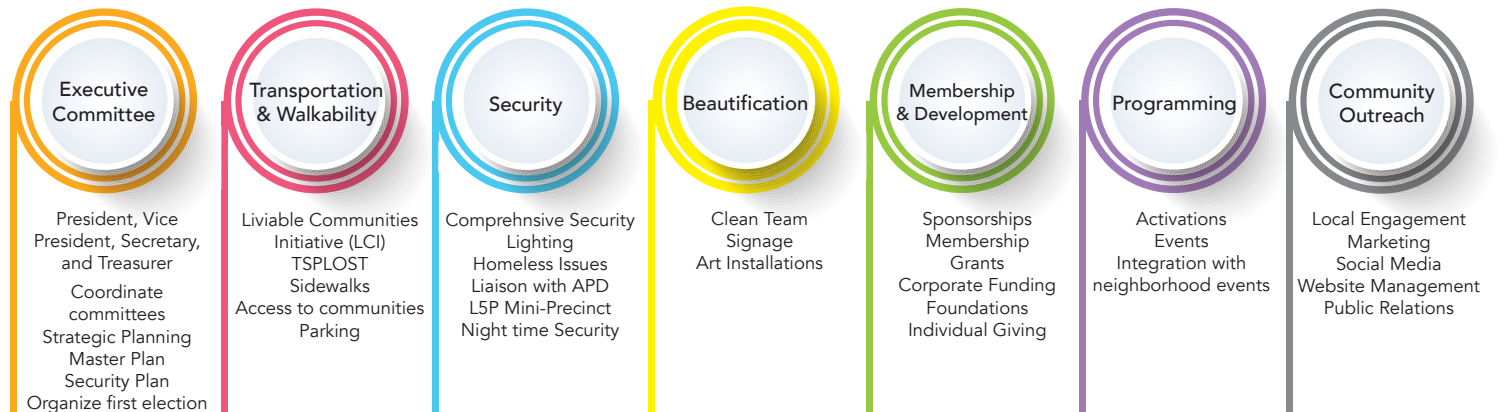 Executive
Committee
President, Vice
President, Secretary,
and Treasurer
Coordinate
committees
Strategic Planning
Master Plan
Security Plan
Organize first election
Transportation
& Walkability
Liviable Communities
Initiative (LCI)
TSPLOST
Sidewalks
Access to communities
Parking
Security
Comprehnsive Security
Lighting
Homeless Issues
Liaison with APD
L5P Mini-Precinct
Night time Security
Beautification
Clean Team
Signage
Art Installations
Membership
& Development
Sponsorships
Membership
Grants
Corporate Funding
Foundations
Individual Giving
Programming
Activations
Events
Integration with
neighborhood events
Community
Outreach
Local Engagement
Marketing
Social Media
Website Management
Public Relations